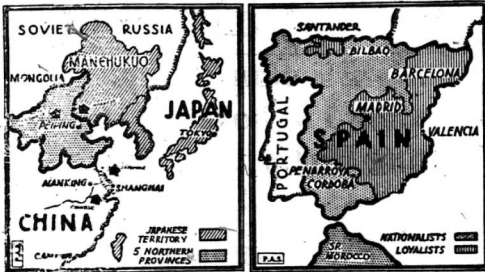 SOVIET RUSSIA
MANEHUKUO
MONGOLIA
PEIPING
JAPAN
TOKYO
NANKING
SHANGHAI
CHINA
JAPANESE
TERRITORY
5 NORTHERN
PROVINCES
SANTANDER
BILBAO
BARCELONA
MADRID
PORTUGAL
SPAIN
VALENCIA
PENARROYA
CORDOBA
NATIONALISTS
LOYALISTS
P.A.S.
SP.
MOROCCO